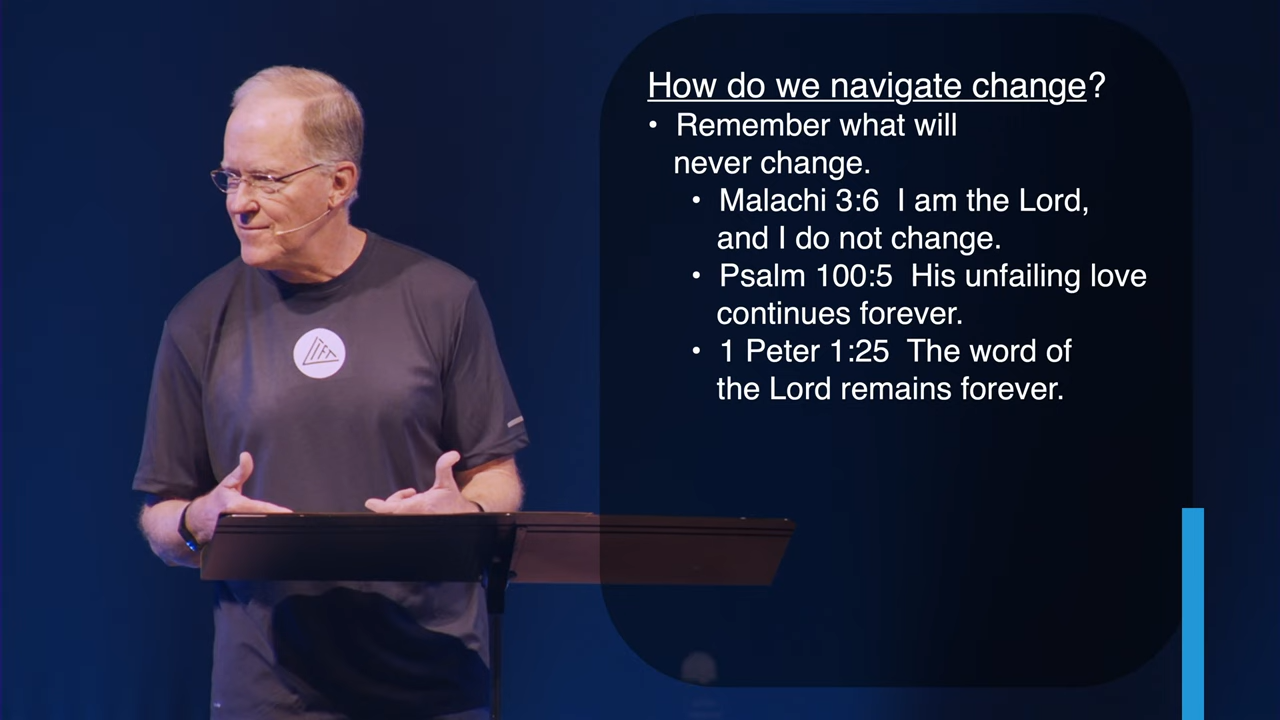 How do we navigate change?
• Remember what will
never change.
• Malachi 3:6 I am the Lord,
and I do not change.
• Psalm 100:5 His unfailing love
continues forever.
• 1 Peter 1:25 The word of
the Lord remains forever.
LIFT